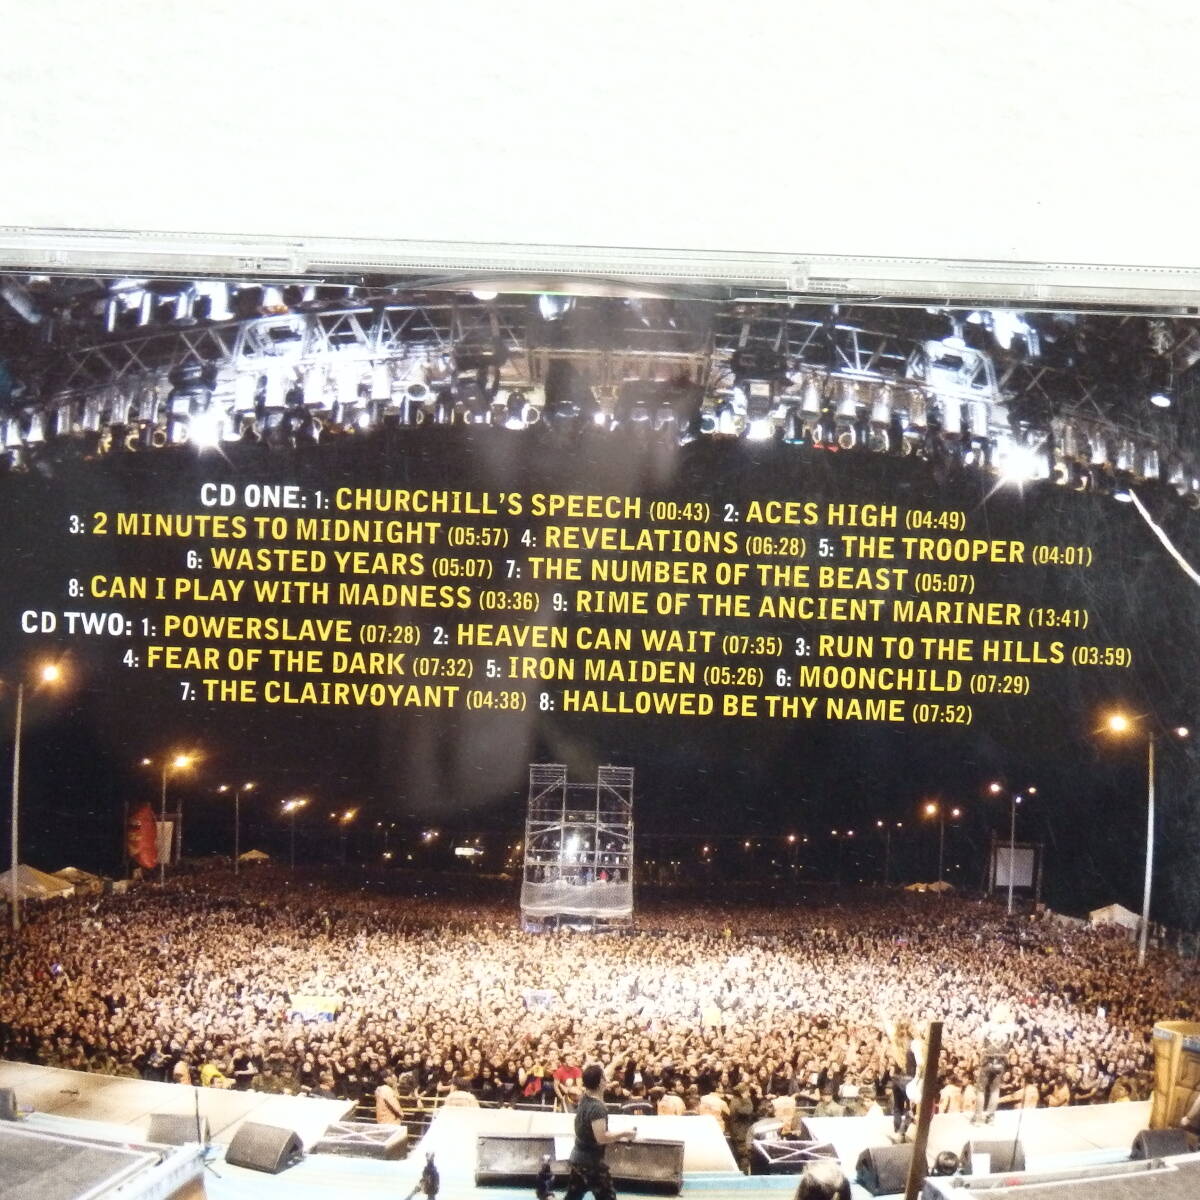 CD ONE: 1: CHURCHILL'S SPEECH (00:43) 2: ACES HIGH (04:49)
3: 2 MINUTES TO MIDNIGHT (05:57) 4: REVELATIONS (06:28) 5: THE TROOPER (04:01)
6: WASTED YEARS (05:07) 7: THE NUMBER OF THE BEAST (05:07)
8: CAN I PLAY WITH MADNESS (03:36) 9: RIME OF THE ANCIENT MARINER (13:41)
CD TWO: 1: POWERSLAVE (07:28) 2: HEAVEN CAN WAIT (07:35) 3: RUN TO THE HILLS (03:59)
4: FEAR OF THE DARK (07:32) 5: IRON MAIDEN (05:26) 6: MOONCHILD (07:29)
7: THE CLAIRVOYANT (04:38) 8: HALLOWED BE THY NAME (07:52)